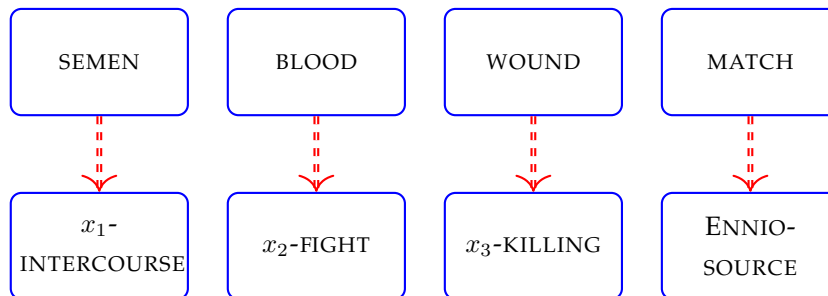 SEMEN
BLOOD
WOUND
MATCH
x₁-
INTERCOURSE
x₂-FIGHT
x₃-KILLING
ENNIO-
SOURCE